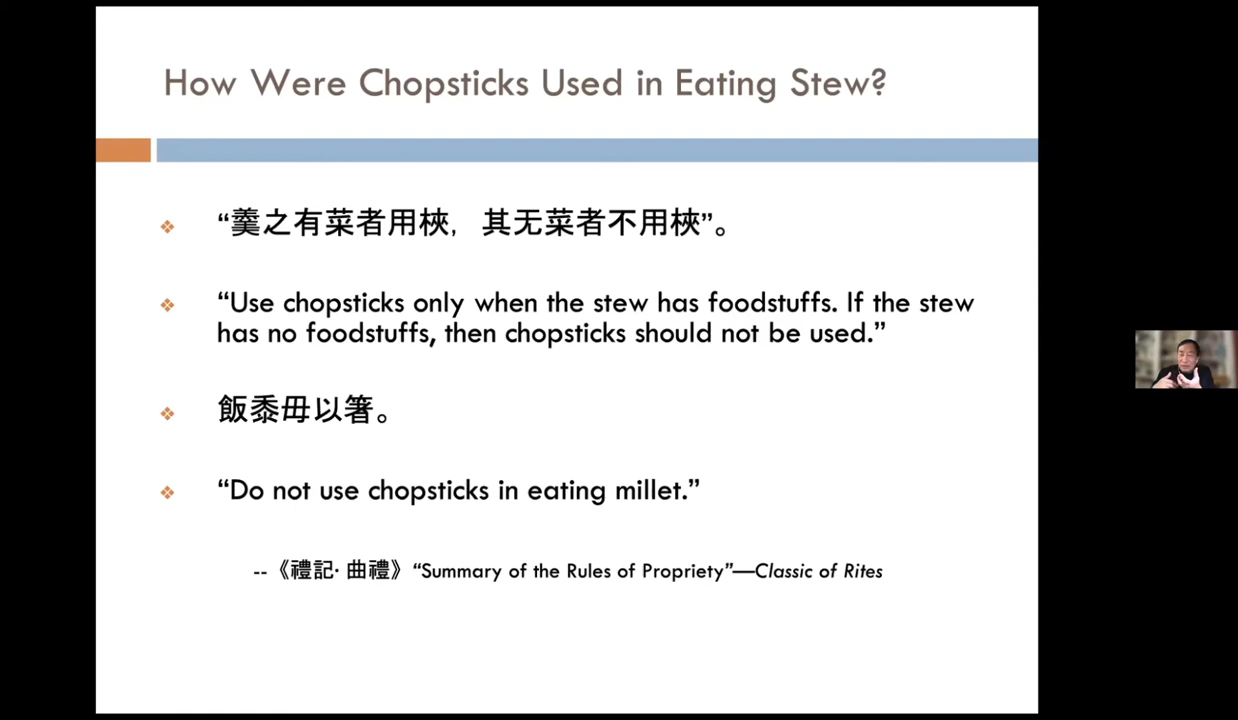 How Were Chopsticks Used in Eating Stew?
“羹之有菜者用梜, 其无菜者不用梜”。
“Use chopsticks only when the stew has foodstuffs. If the stew
has no foodstuffs, then chopsticks should not be used.”
飯黍毋以箸。
“Do not use chopsticks in eating millet.”
--《禮記· 曲禮》“Summary of the Rules of Propriety”—Classic of Rites